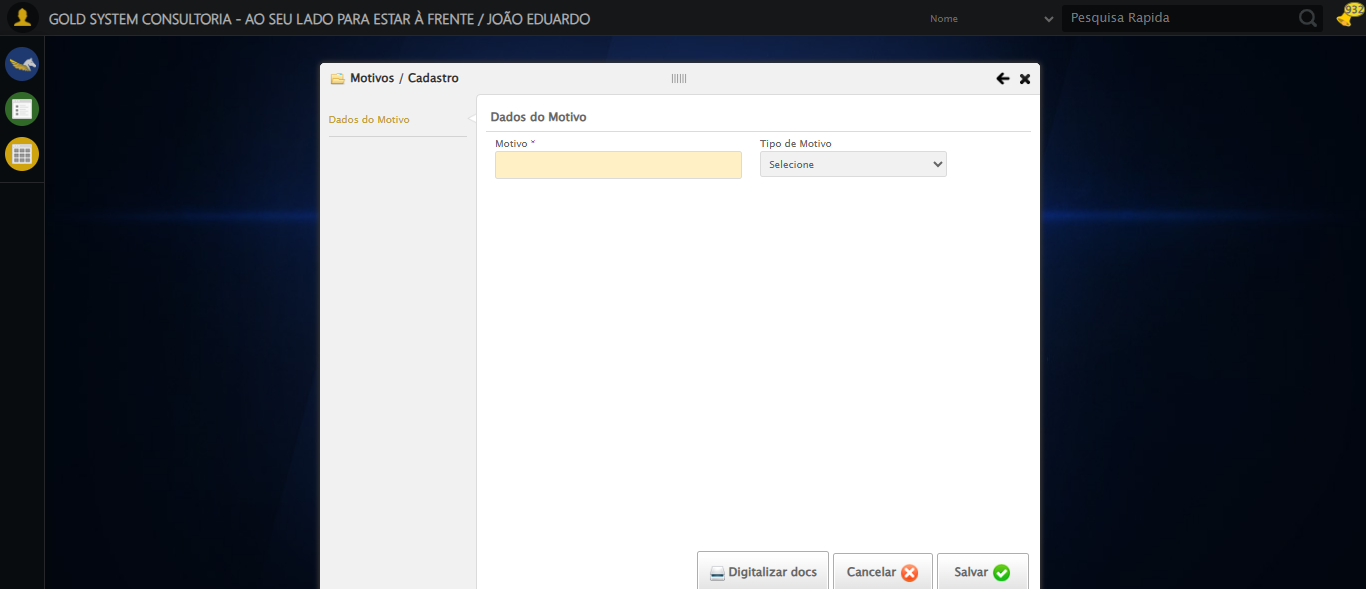 GOLD SYSTEM CONSULTORIA - AO SEU LADO PARA ESTAR À FRENTE / JOÃO EDUARDO
Nome
Pesquisa Rapida
932
Motivos / Cadastro
Dados do Motivo
Dados do Motivo
Motivo *
Tipo de Motivo
Selecione
Digitalizar docs
Cancelar
Salvar